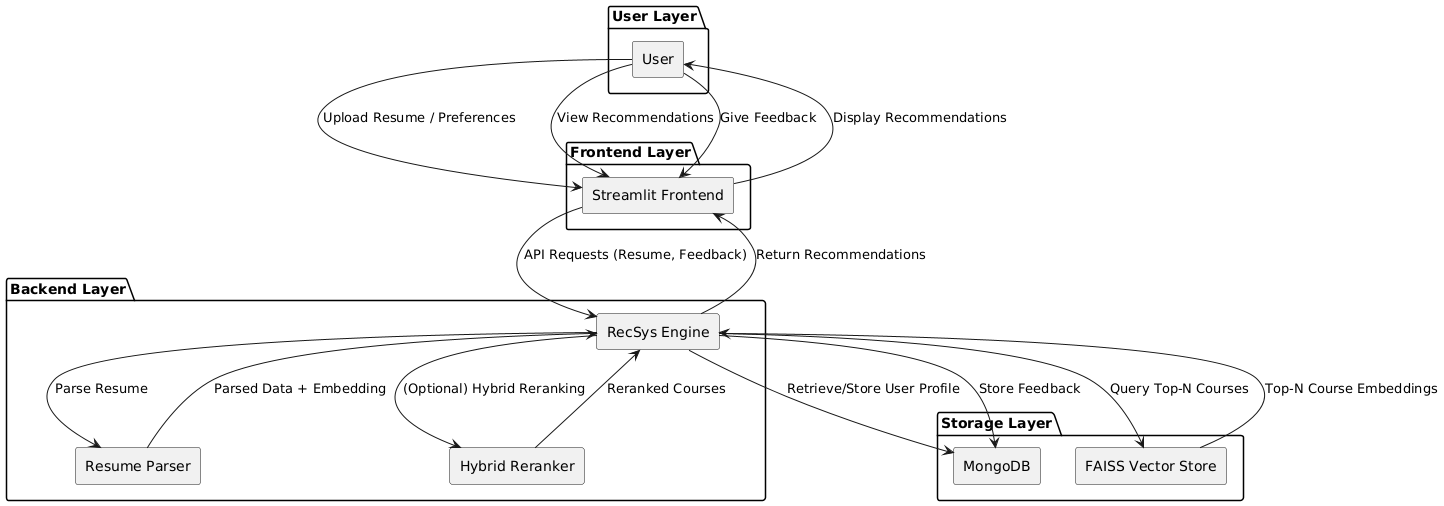 User Layer
User
Upload Resume / Preferences
View Recommendations
Give Feedback
Display Recommendations
Frontend Layer
Streamlit Frontend
API Requests (Resume, Feedback)
Return Recommendations
Backend Layer
RecSys Engine
Parse Resume
Parsed Data + Embedding
(Optional) Hybrid Reranking
Reranked Courses
Retrieve/Store User Profile
Store Feedback
Query Top-N Courses
Top-N Course Embeddings
Storage Layer
Resume Parser
Hybrid Reranker
MongoDB
FAISS Vector Store